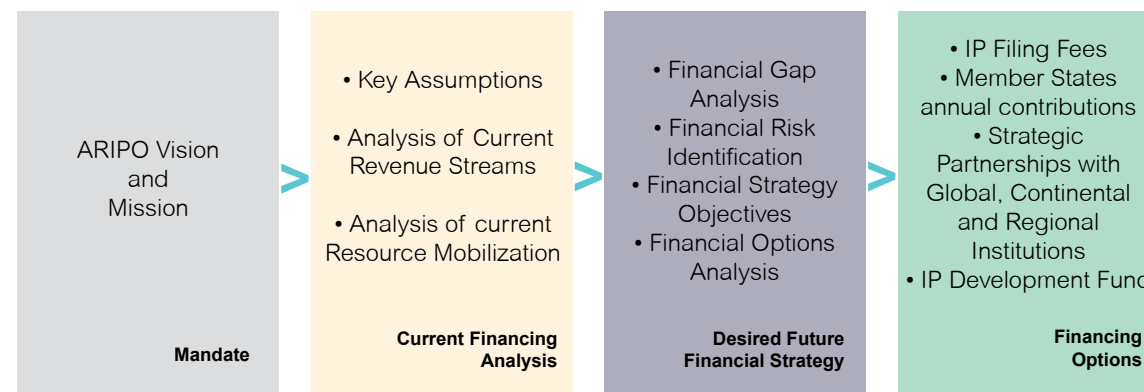 ARIPO Vision
and
Mission
Mandate
>
• Key Assumptions
• Analysis of Current
Revenue Streams
• Analysis of current
Resource Mobilization
Current Financing
Analysis
>
• Financial Gap
Analysis
• Financial Risk
Identification
• Financial Strategy
Objectives
• Financial Options
Analysis
Desired Future
Financial Strategy
>
• IP Filing Fees
• Member States
annual contributions
• Strategic
Partnerships with
Global, Continental
and Regional
Institutions
• IP Development Func
Financing
Options